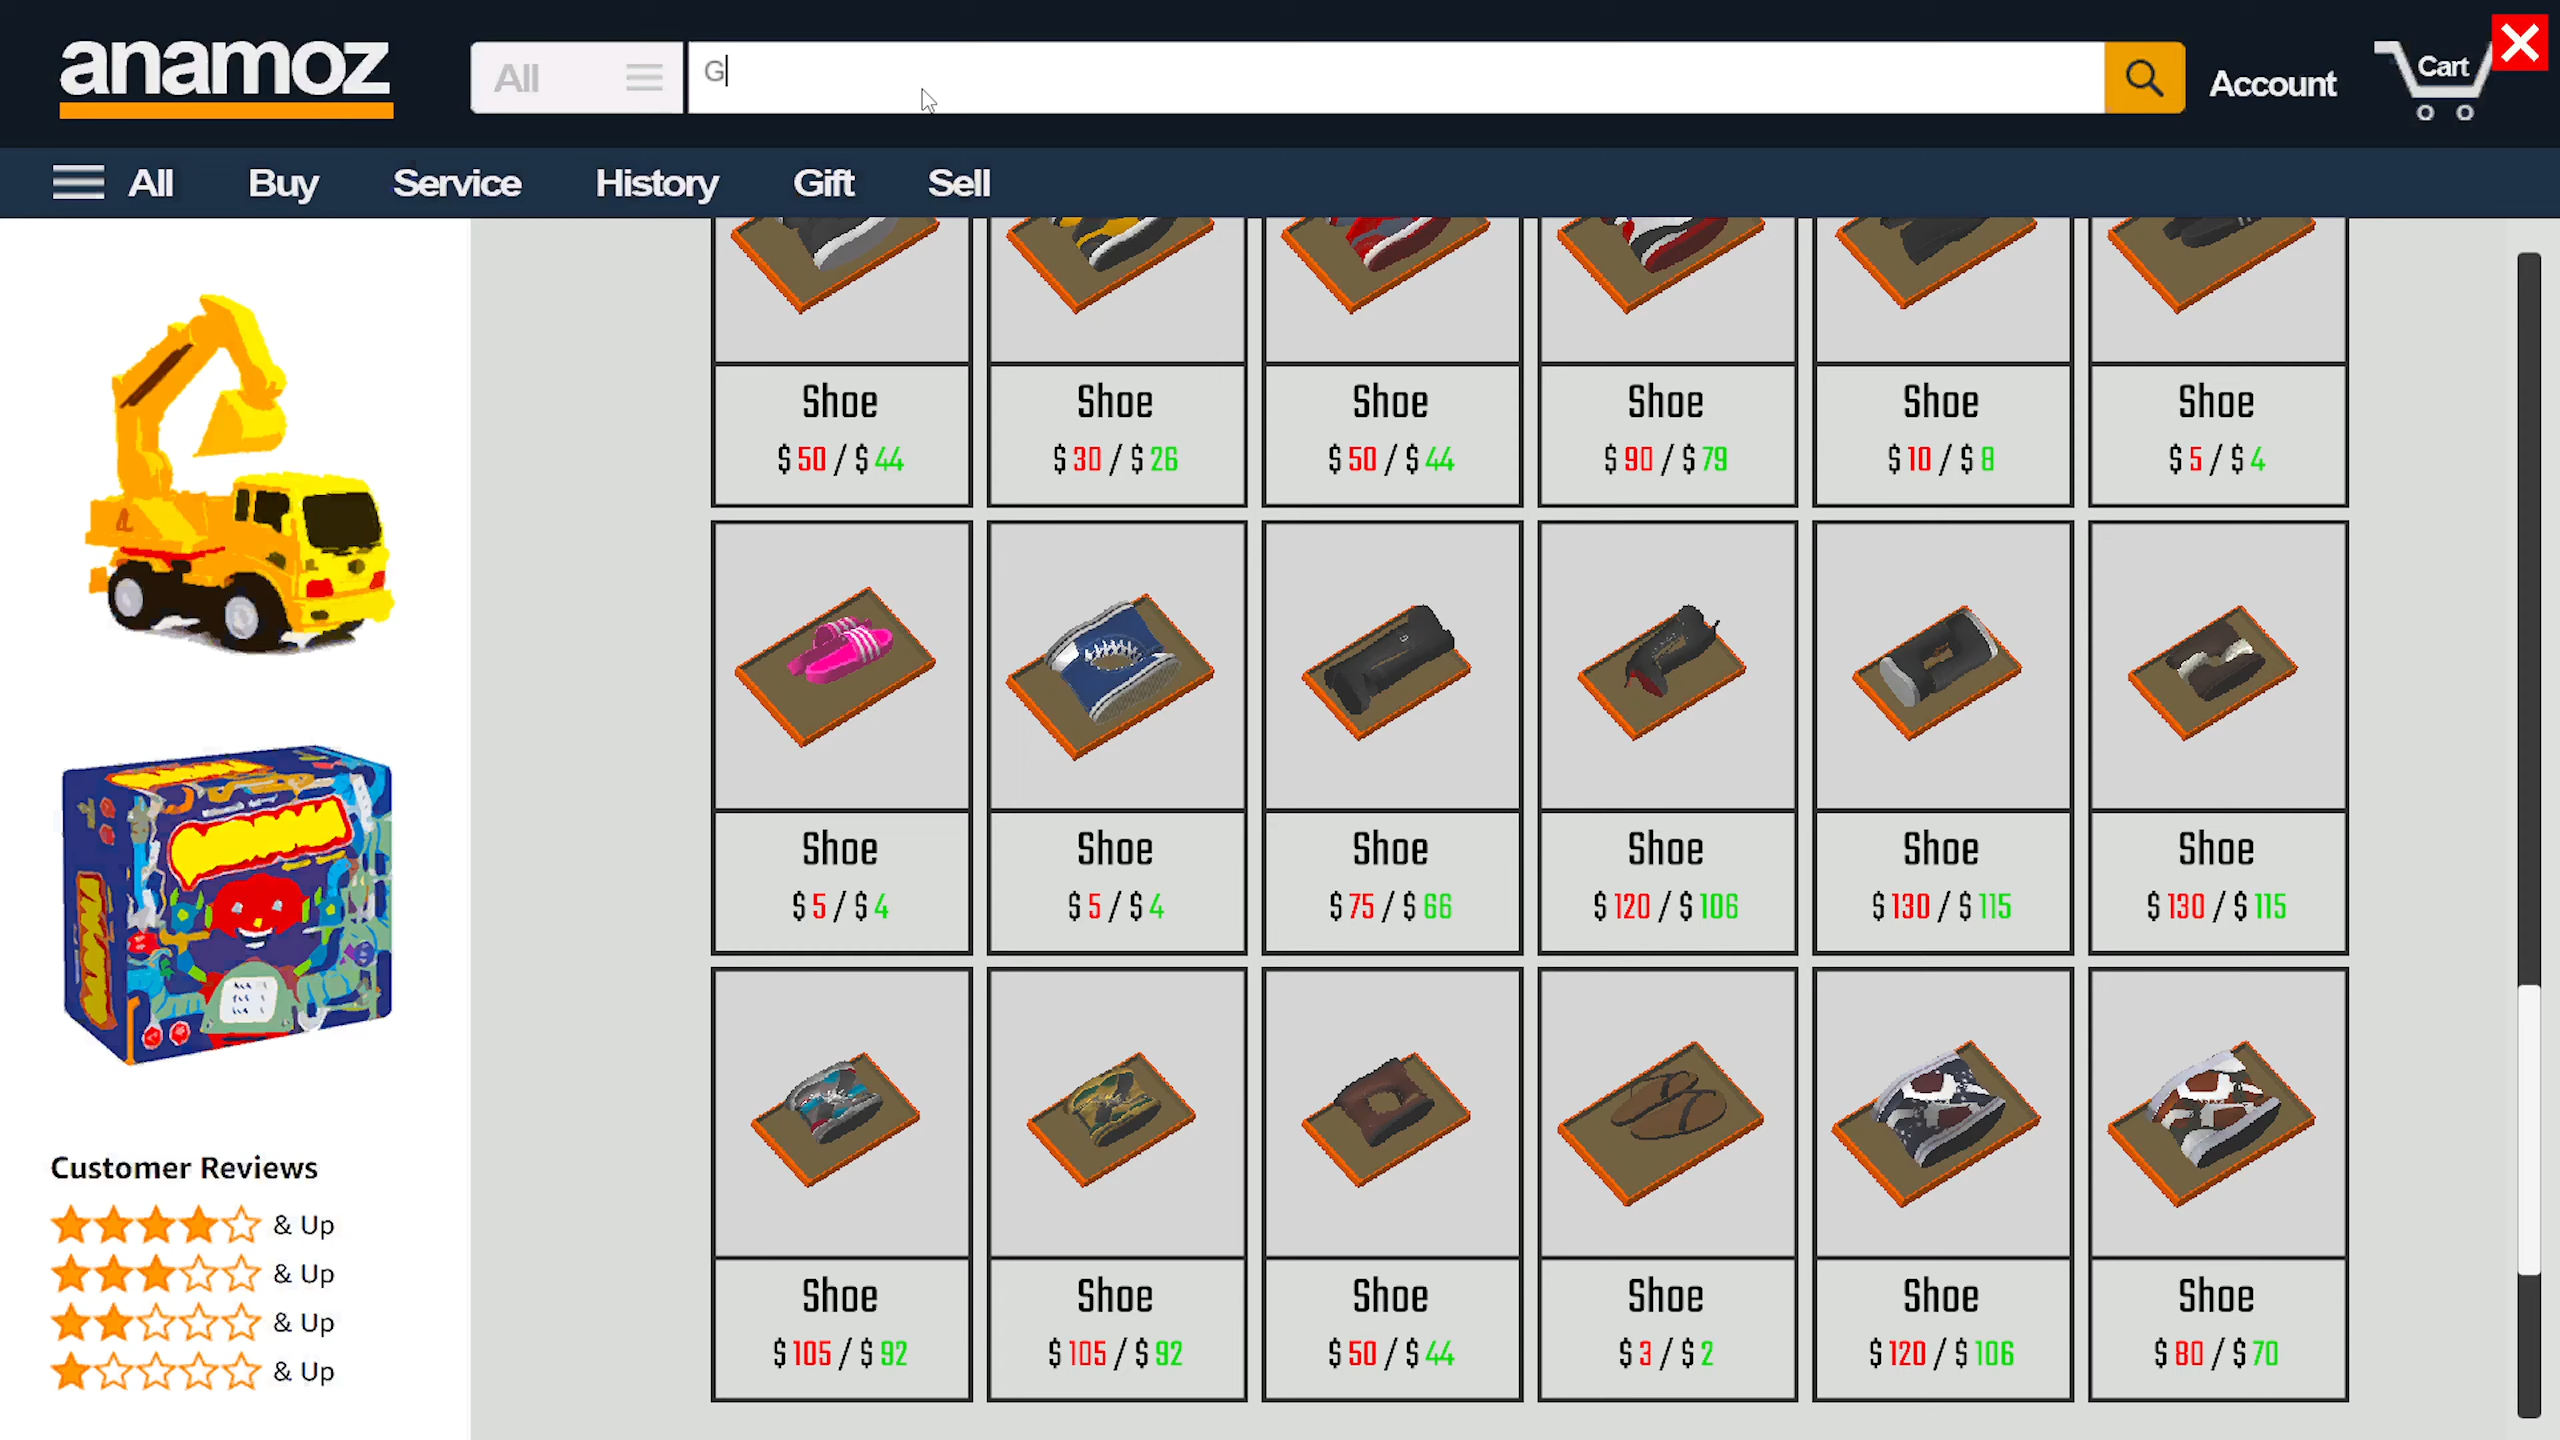 anamoz
All
G
Account
Cart
All Buy Service History Gift Sell
Shoe Shoe Shoe Shoe Shoe Shoe
$ 50 / $ 44 $ 30 / $ 26 $ 50 / $ 44 $ 90 / $ 79 $ 10 / $ 8 $ 5 / $ 4
Shoe Shoe Shoe Shoe Shoe Shoe
$ 5 / $ 4 $ 5 / $ 4 $ 75 / $ 66 $ 120 / $ 106 $ 130 / $ 115 $ 130 / $ 115
Shoe Shoe Shoe Shoe Shoe Shoe
$ 105 / $ 92 $ 105 / $ 92 $ 50 / $ 44 $ 3 / $ 2 $ 120 / $ 106 $ 80 / $ 70
Customer Reviews
& Up
& Up
& Up
& Up